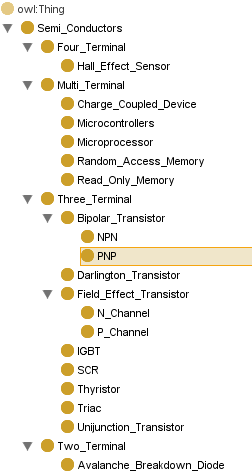 owl:Thing
Semi_Conductors
Four_Terminal
Hall_Effect_Sensor
Multi_Terminal
Charge_Coupled_Device
Microcontrollers
Microprocessor
Random_Access_Memory
Read_Only_Memory
Three_Terminal
Bipolar_Transistor
NPN
PNP
Darlington_Transistor
Field_Effect_Transistor
N_Channel
P_Channel
IGBT
SCR
Thyristor
Triac
Unijunction_Transistor
Two_Terminal
Avalanche_Breakdown_Diode